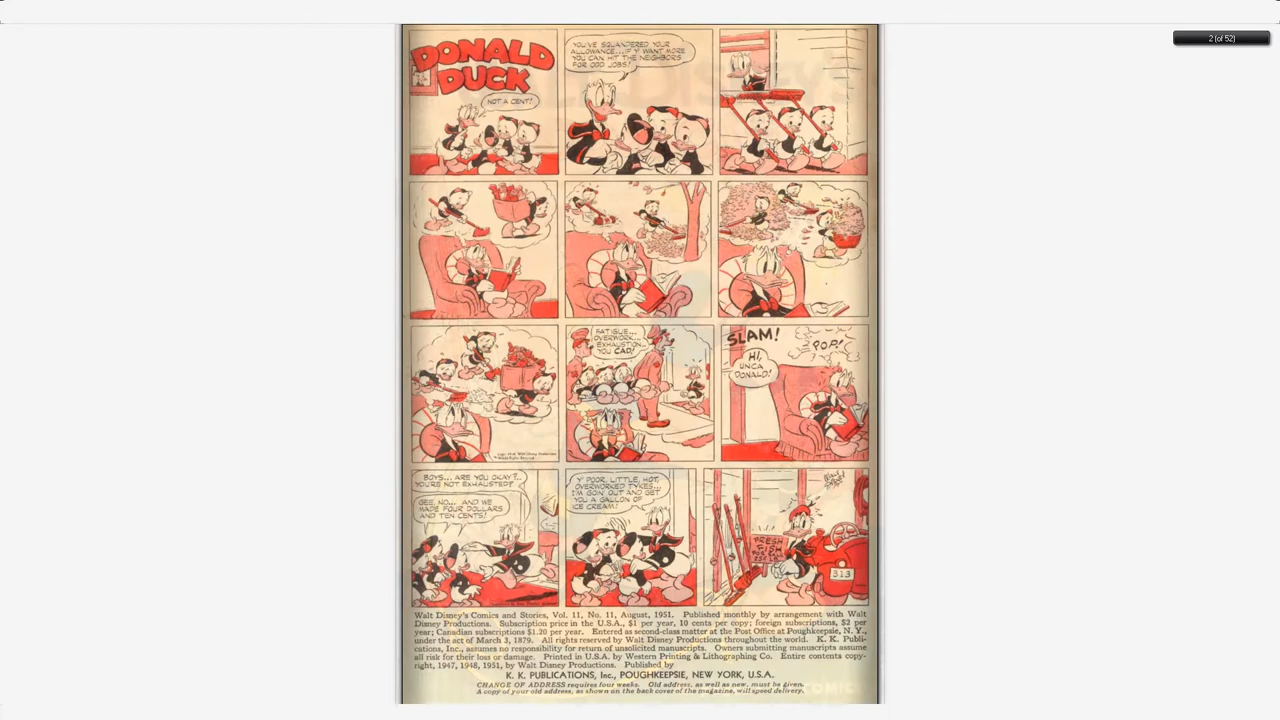 2 (of 52)
DONALD
DUCK
NOT A CENT!
YOU'VE SQUANDERED YOUR
ALLOWANCE...IF Y' WANT MORE
YOU CAN HIT THE NEIGHBORS
FOR ODD JOBS!
FATIGUE...
OVERWORK...
EXHAUSTION...
YOU CAD!
SLAM!
HI,
UNCA
DONALD!
POP!
BOYS... ARE YOU OKAY?..
YOU'RE NOT EXHAUSTED?
GEE, NO... AND WE
MADE FOUR DOLLARS
AND TEN CENTS!
Y' POOR, LITTLE, HOT,
OVERWORKED TYKES...
I'M GOIN' OUT AND GET
YOU A GALLON OF
ICE CREAM!
WALT
DISNEY
FRESH
FISH
313
Walt Disney's Comics and Stories, Vol. 11, No. 11, August, 1951. Published monthly by arrangement with Walt
Disney Productions. Subscription price in the U.S.A., $1 per year, 10 cents per copy; foreign subscriptions, $2 per
year; Canadian subscriptions $1.20 per year. Entered as second-class matter at the Post Office at Poughkeepsie, N. Y.,
under the act of March 3, 1879. All rights reserved by Walt Disney Productions throughout the world. K. K. Publi-
cations, Inc., assumes no responsibility for return of unsolicited manuscripts. Owners submitting manuscripts assume
all risk for their loss or damage. Printed in U.S.A. by Western Printing & Lithographing Co. Entire contents copy-
right, 1947, 1948, 1951, by Walt Disney Productions. Published by
K. K. PUBLICATIONS, Inc., POUGHKEEPSIE, NEW YORK, U.S.A.
CHANGE OF ADDRESS requires four weeks. Old address, as well as new, must be given.
A copy of your old address, as shown on the back cover of the magazine, will speed delivery.